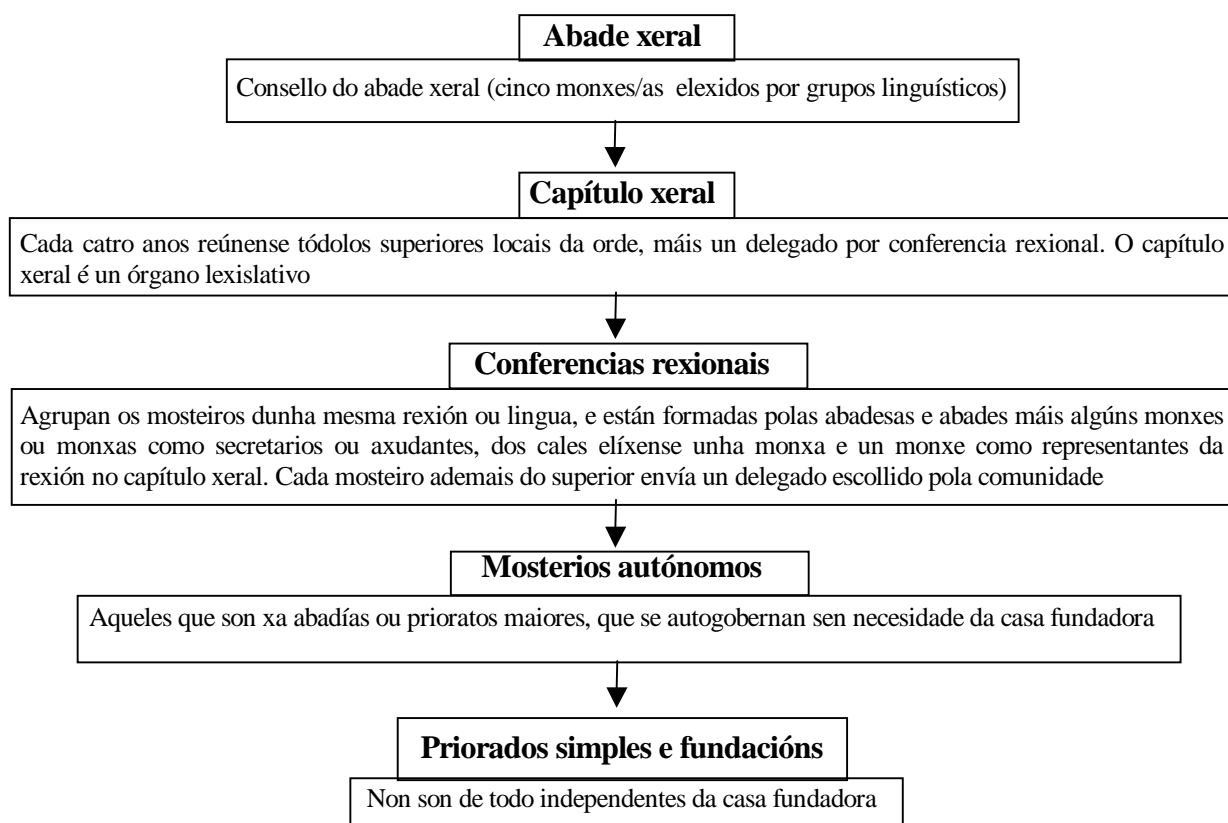 Abade xeral
Consello do abade xeral (cinco monxes/as elexidos por grupos linguísticos)
Capítulo xeral
Cada catro anos reúnense tódolos superiores locais da orde, máis un delegado por conferencia rexional. O capítulo
xeral é un órgano lexislativo
Conferencias rexionais
Agrupan os mosteiros dunha mesma rexión ou lingua, e están formadas polas abadesas e abades máis algúns monxes
ou monxas como secretarios ou axudantes, dos cales elíxense unha monxa e un monxe como representantes da
rexión no capítulo xeral. Cada mosteiro ademais do superior envía un delegado escollido pola comunidade
Mosterios autónomos
Aqueles que son xa abadías ou prioratos maiores, que se autogobernan sen necesidade da casa fundadora
Priorados simples e fundacións
Non son de todo independentes da casa fundadora